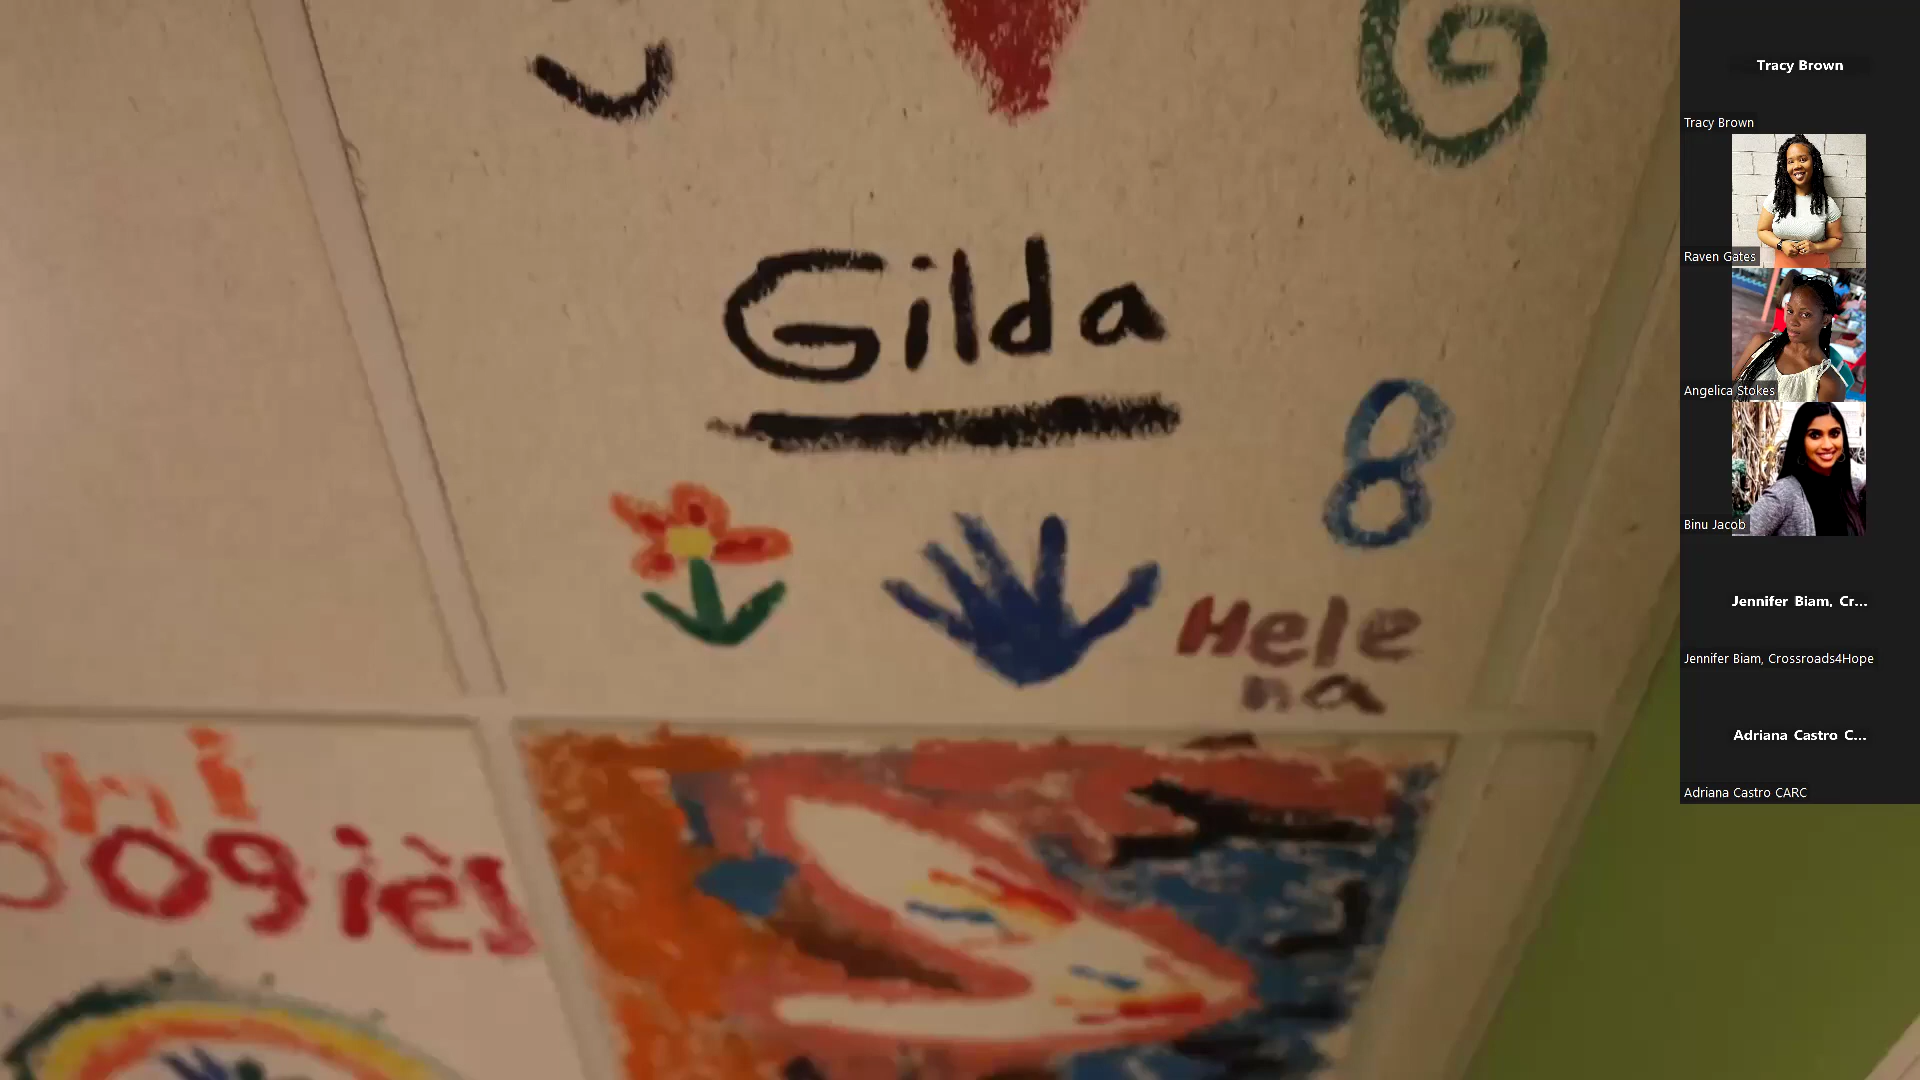 Gilda
8
Hele
na
Tracy Brown
Tracy Brown
Raven Gates
Angelica Stokes
Binu Jacob
Jennifer Biam, Cr...
Jennifer Biam, Crossroads4Hope
Adriana Castro C...
Adriana Castro CARC